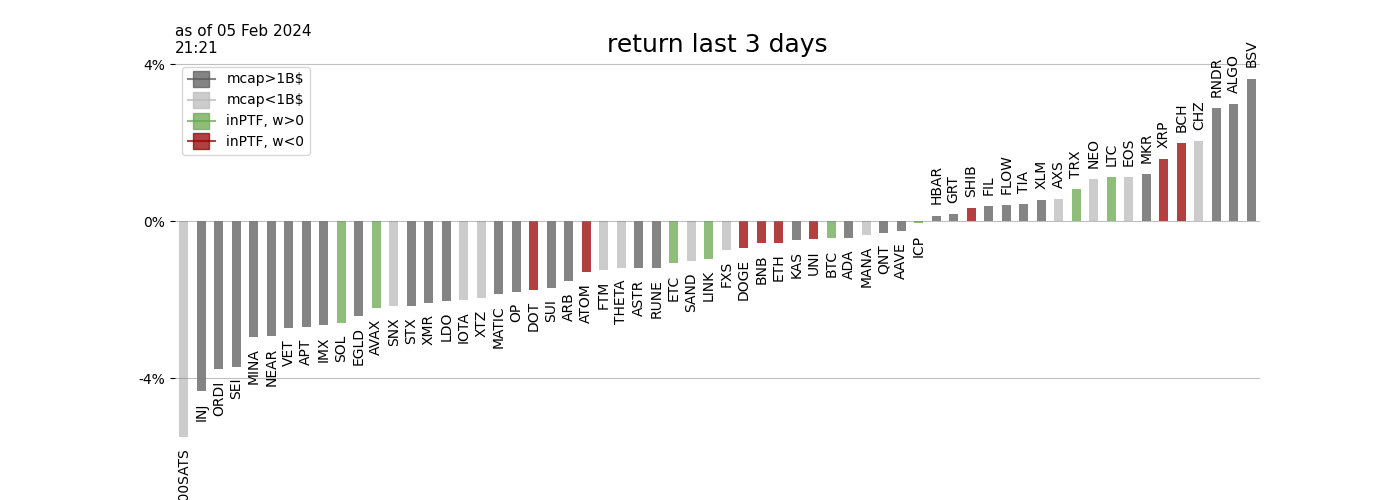 as of 05 Feb 2024
21:21
return last 3 days
4%
0%
-4%
mcap>1B$
mcap<1B$
inPTF, w>0
inPTF, w<0
00SATS
INJ
ORDI
SEI
MINA
NEAR
VET
APT
IMX
SOL
EGLD
AVAX
SNX
STX
XMR
LDO
IOTA
XTZ
MATIC
OP
DOT
SUI
ARB
ATOM
FTM
THETA
ASTR
RUNE
ETC
SAND
LINK
FXS
DOGE
BNB
ETH
KAS
UNI
BTC
ADA
MANA
QNT
AAVE
ICP
HBAR
GRT
SHIB
FIL
FLOW
TIA
XLM
AXS
TRX
NEO
LTC
EOS
MKR
XRP
BCH
CHZ
RNDR
ALGO
BSV